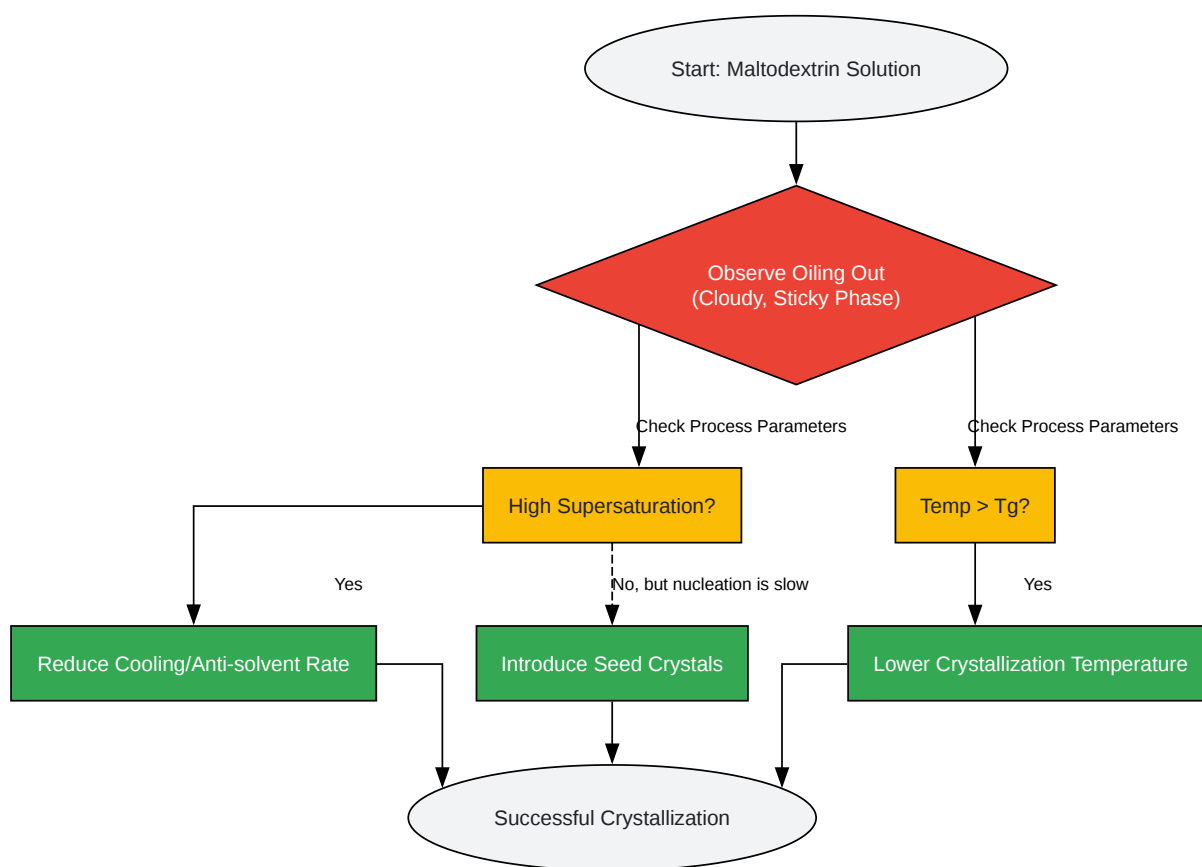 Start: Maltodextrin Solution
Observe Oiling Out
(Cloudy, Sticky Phase)
Check Process Parameters
Check Process Parameters
High Supersaturation?
Temp > Tg?
Yes
No, but nucleation is slow
Yes
Reduce Cooling/Anti-solvent Rate
Introduce Seed Crystals
Lower Crystallization Temperature
Successful Crystallization